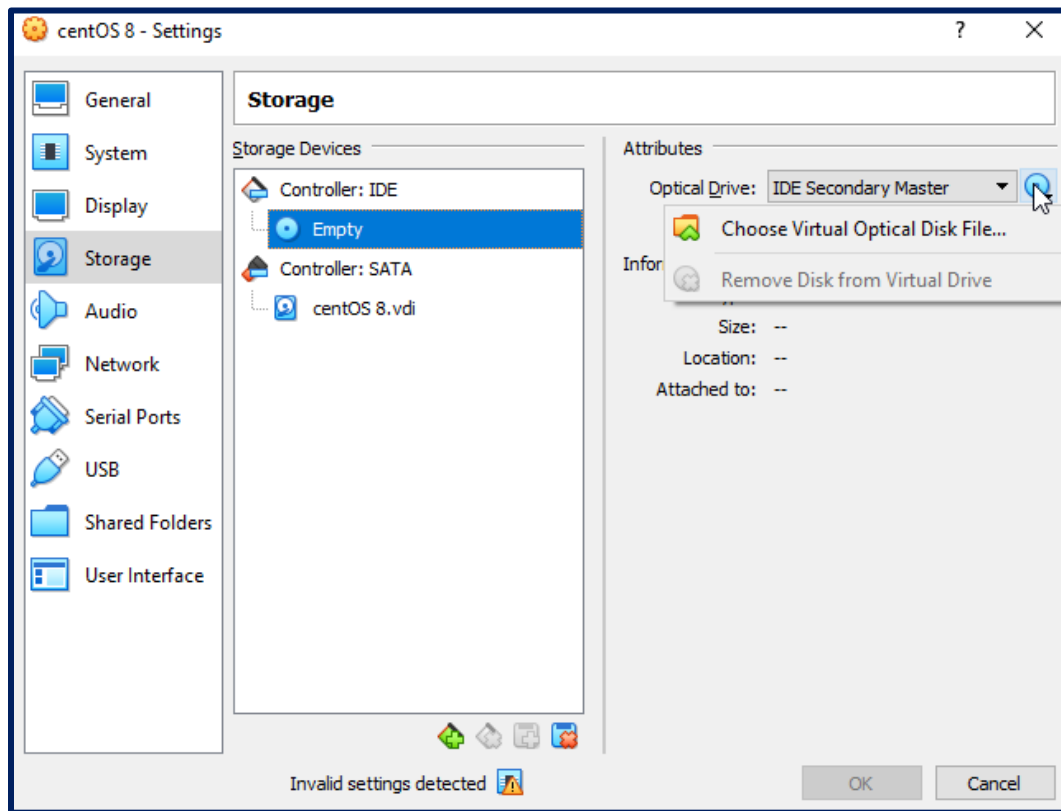 centOS 8 - Settings
?
General
System
Display
Storage
Audio
Network
Serial Ports
USB
Shared Folders
User Interface
Storage
Storage Devices
Controller: IDE
Empty
Controller: SATA
centOS 8.vdi
Attributes
Optical Drive: IDE Secondary Master
Choose Virtual Optical Disk File...
Remove Disk from Virtual Drive
Size: --
Location: --
Attached to: --
Invalid settings detected
OK
Cancel